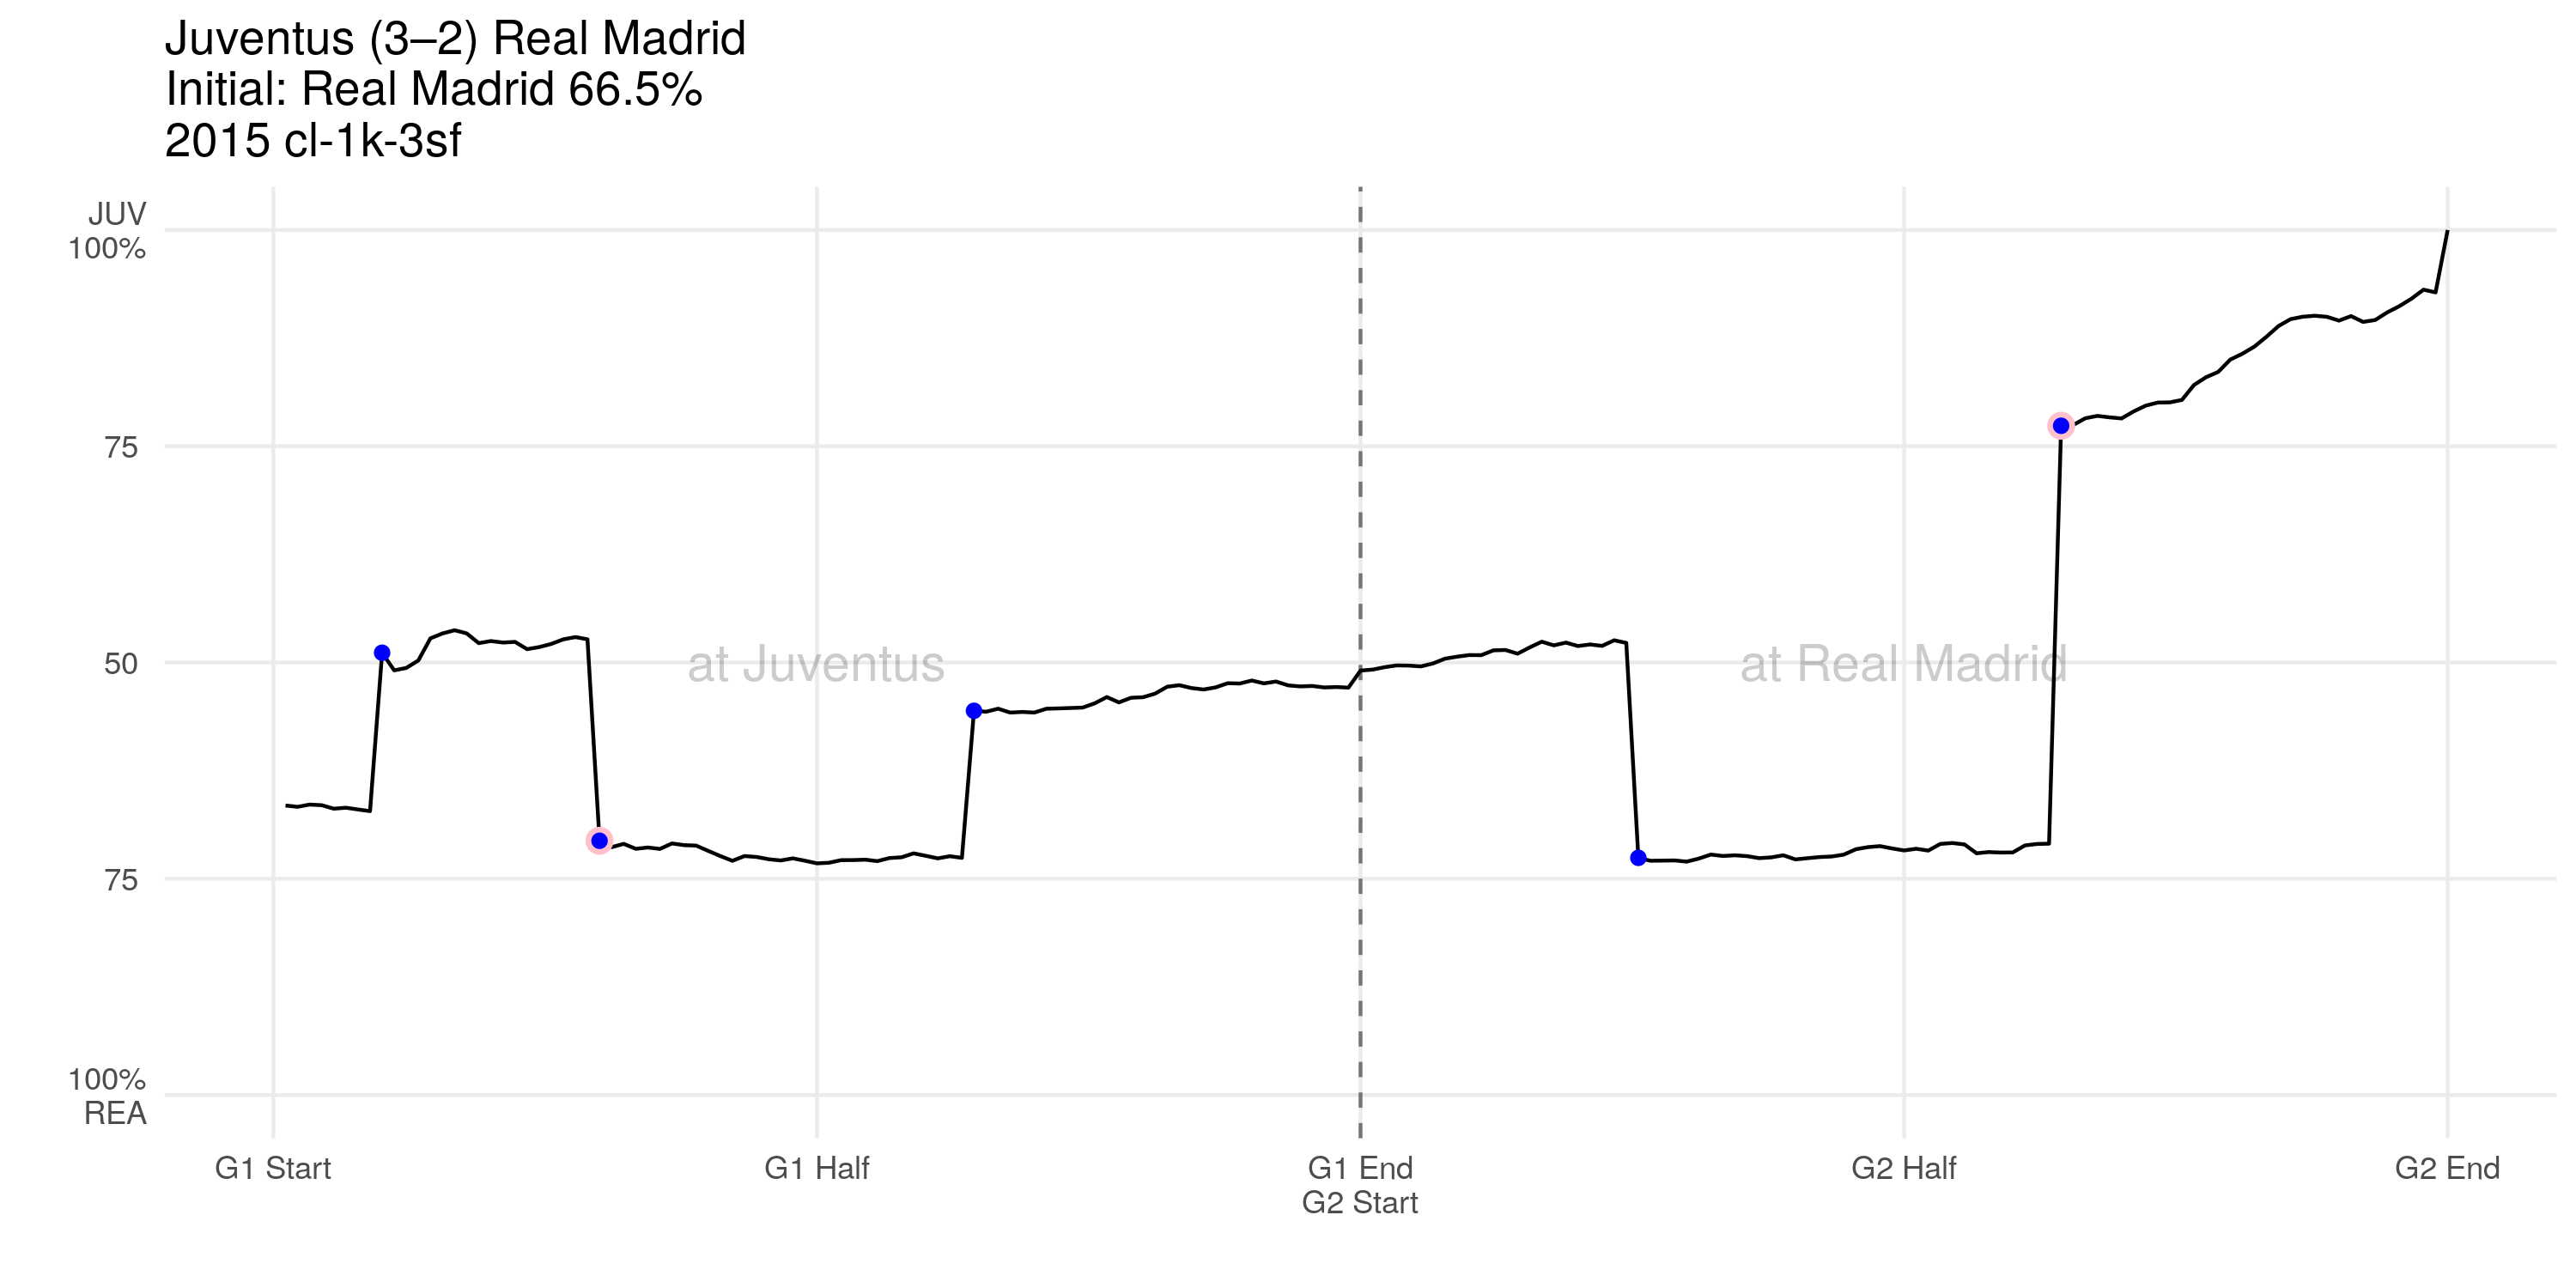 Juventus (3–2) Real Madrid
Initial: Real Madrid 66.5%
2015 cl-1k-3sf
JUV
100%
75
50
75
100%
REA
at Juventus
at Real Madrid
G1 Start
G1 Half
G1 End
G2 Start
G2 Half
G2 End